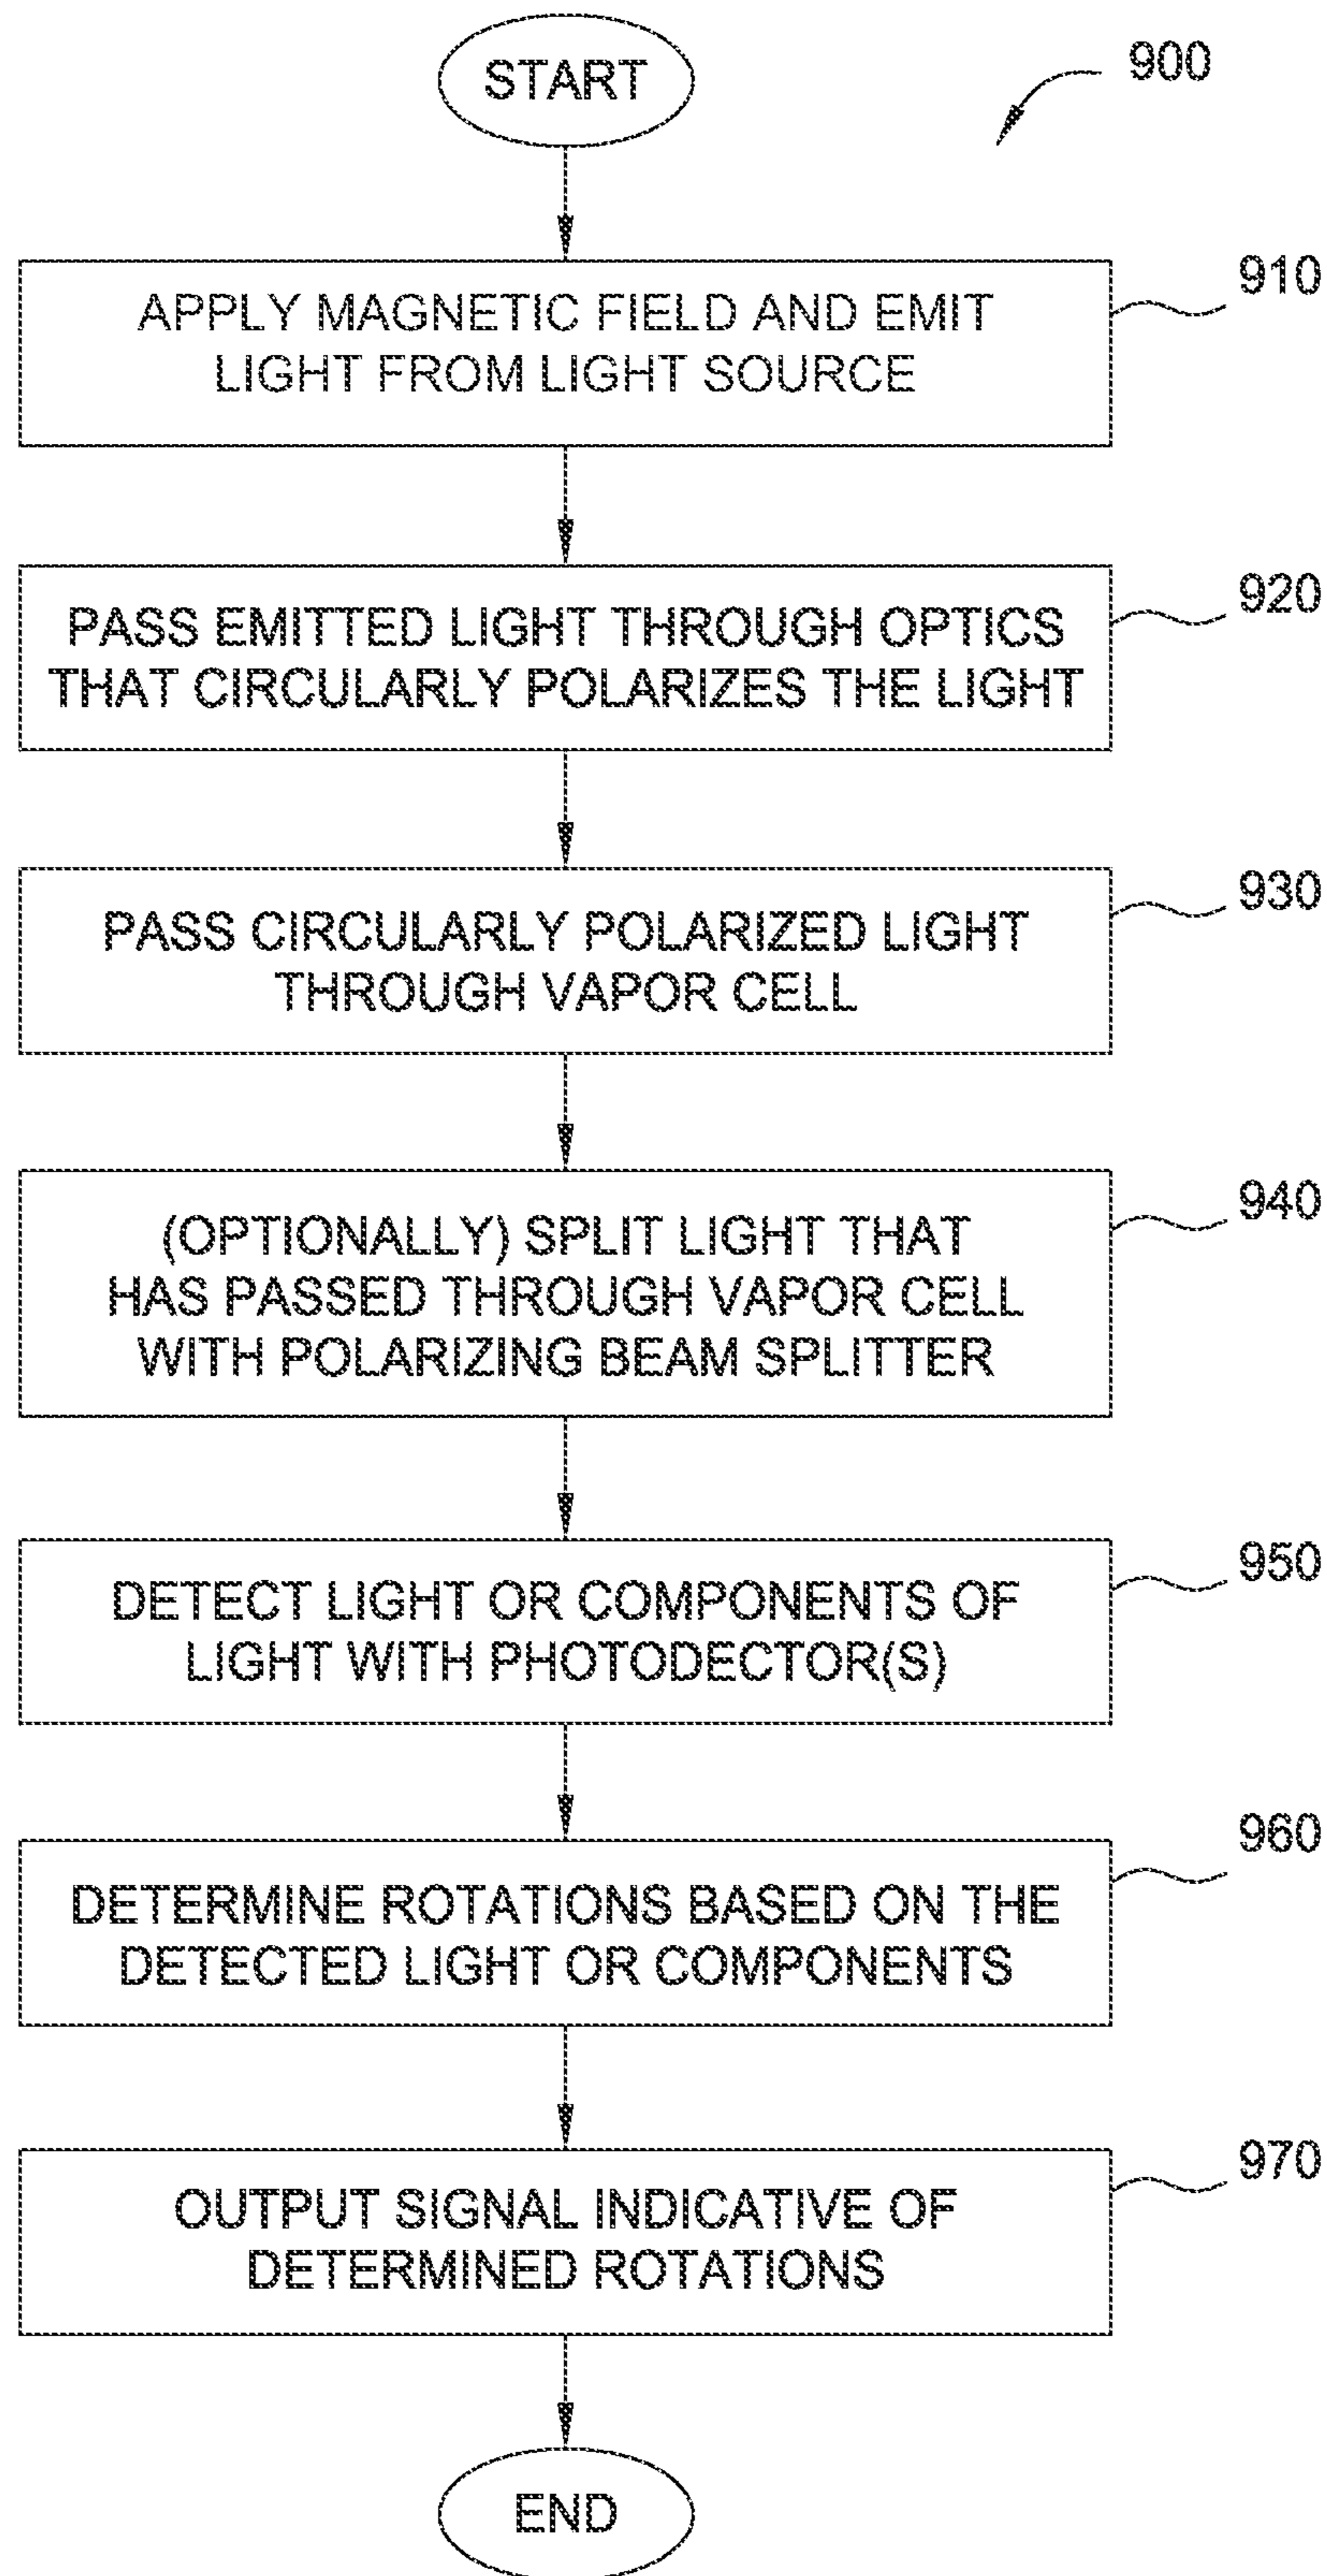 START
900
910
APPLY MAGNETIC FIELD AND EMIT
LIGHT FROM LIGHT SOURCE
920
PASS EMITTED LIGHT THROUGH OPTICS
THAT CIRCULARLY POLARIZES THE LIGHT
930
PASS CIRCULARLY POLARIZED LIGHT
THROUGH VAPOR CELL
940
(OPTIONALLY) SPLIT LIGHT THAT
HAS PASSED THROUGH VAPOR CELL
WITH POLARIZING BEAM SPLITTER
950
DETECT LIGHT OR COMPONENTS OF
LIGHT WITH PHOTODECTOR(S)
960
DETERMINE ROTATIONS BASED ON THE
DETECTED LIGHT OR COMPONENTS
970
OUTPUT SIGNAL INDICATIVE OF
DETERMINED ROTATIONS
END